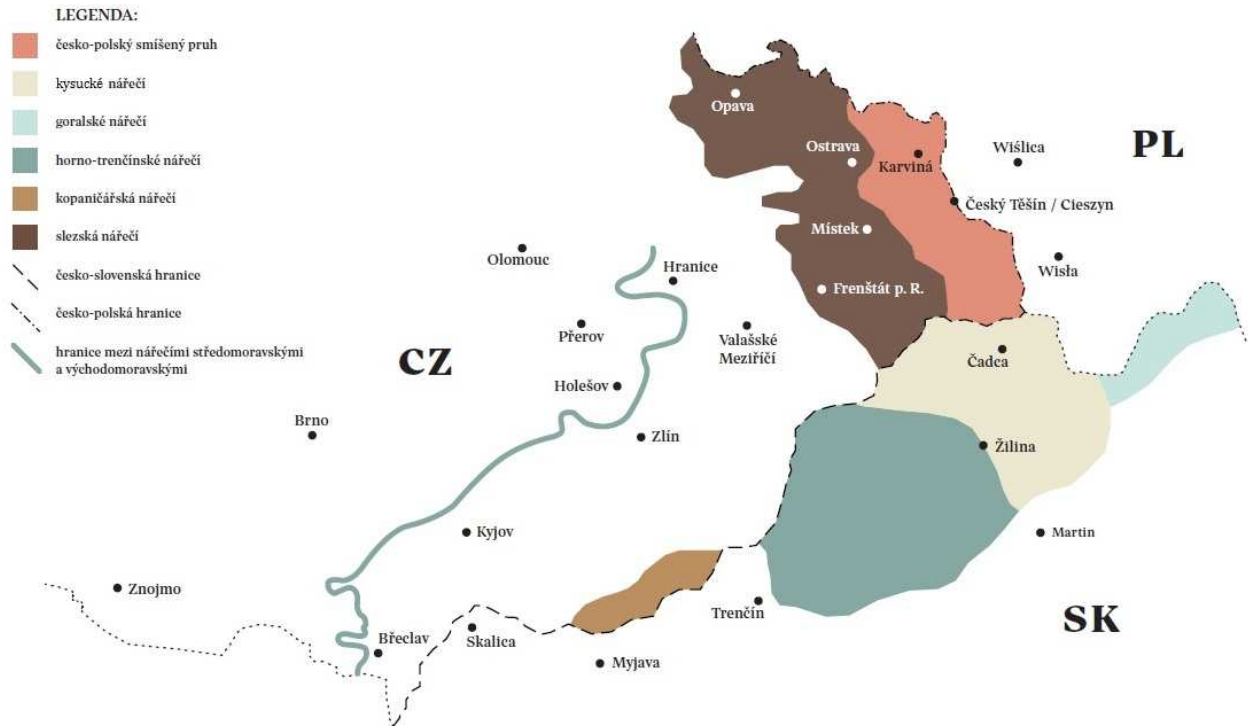 LEGENDA:
česko-polský smíšený pruh
kysucké nářečí
goralské nářečí
horno-trenčínské nářečí
kopaničářská nářečí
slezská nářečí
česko-slovenská hranice
česko-polská hranice
hranice mezi nářečími středomoravskými
a východomoravskými
Opava
Ostrava
Karviná
Wiślica
PL
Český Těšín / Cieszyn
Místek
Olomouc
Hranice
Wisła
Frenštát p. R.
Přerov
Valašské
Meziříčí
CZ
Čadca
Holešov
Brno
Zlín
Žilina
Kyjov
Martin
Znojmo
Trenčín
SK
Břeclav
Skalica
Myjava